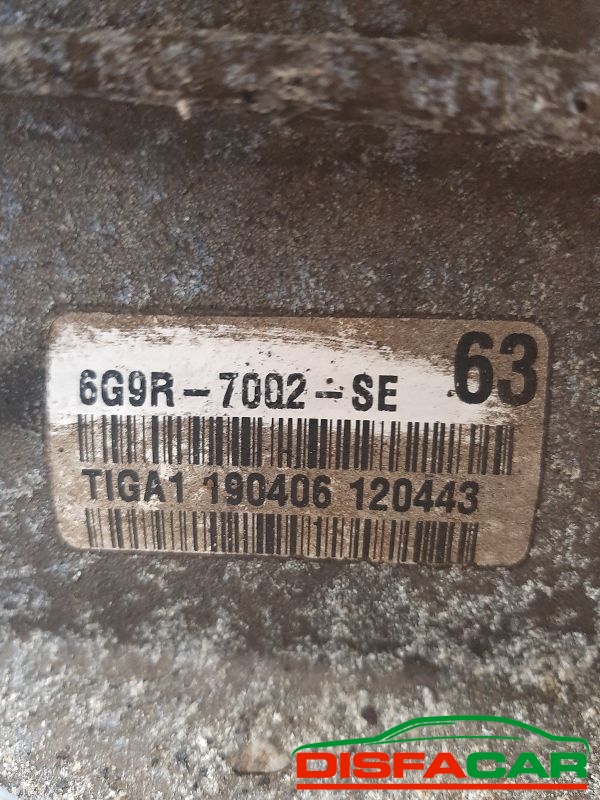 63
6G9R-7002-SE
TIGA1 190406 120443
DISFACAR